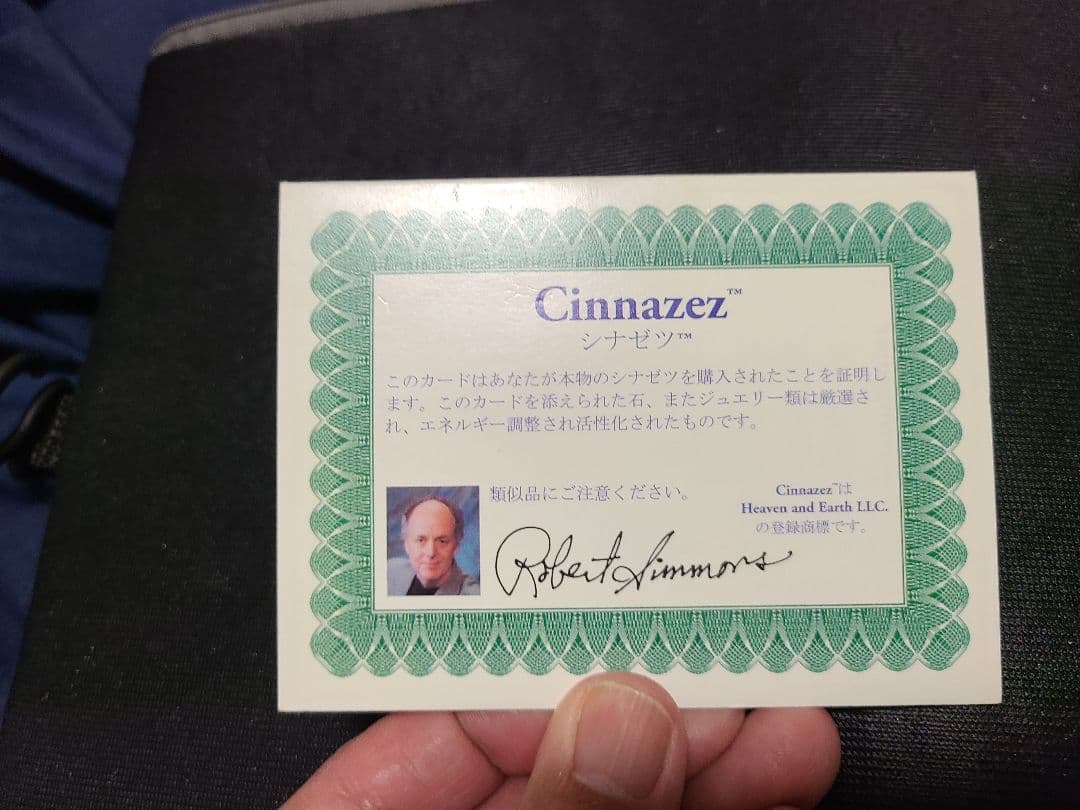 Cinnazez™
シナゼツ™
このカードはあなたが本物のシナゼツを購入されたことを証明し
ます。このカードを添えられた石、またジュエリー類は厳選さ
れ、エネルギー調整され活性化されたものです。
類似品にご注意ください。
Cinnazez™は
Heaven and Earth LLC.
の登録商標です。
Robert Simmons